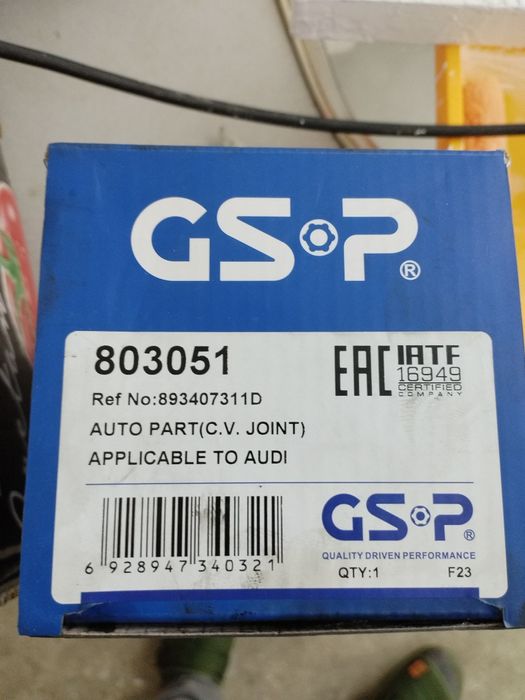 GSP®
803051
Ref No:893407311D
AUTO PART(C.V. JOINT)
APPLICABLE TO AUDI
EAC
IATF
16949
CERTIFIED
COMPANY
6 928947 340321
GSP®
QUALITY DRIVEN PERFORMANCE
QTY:1 F23